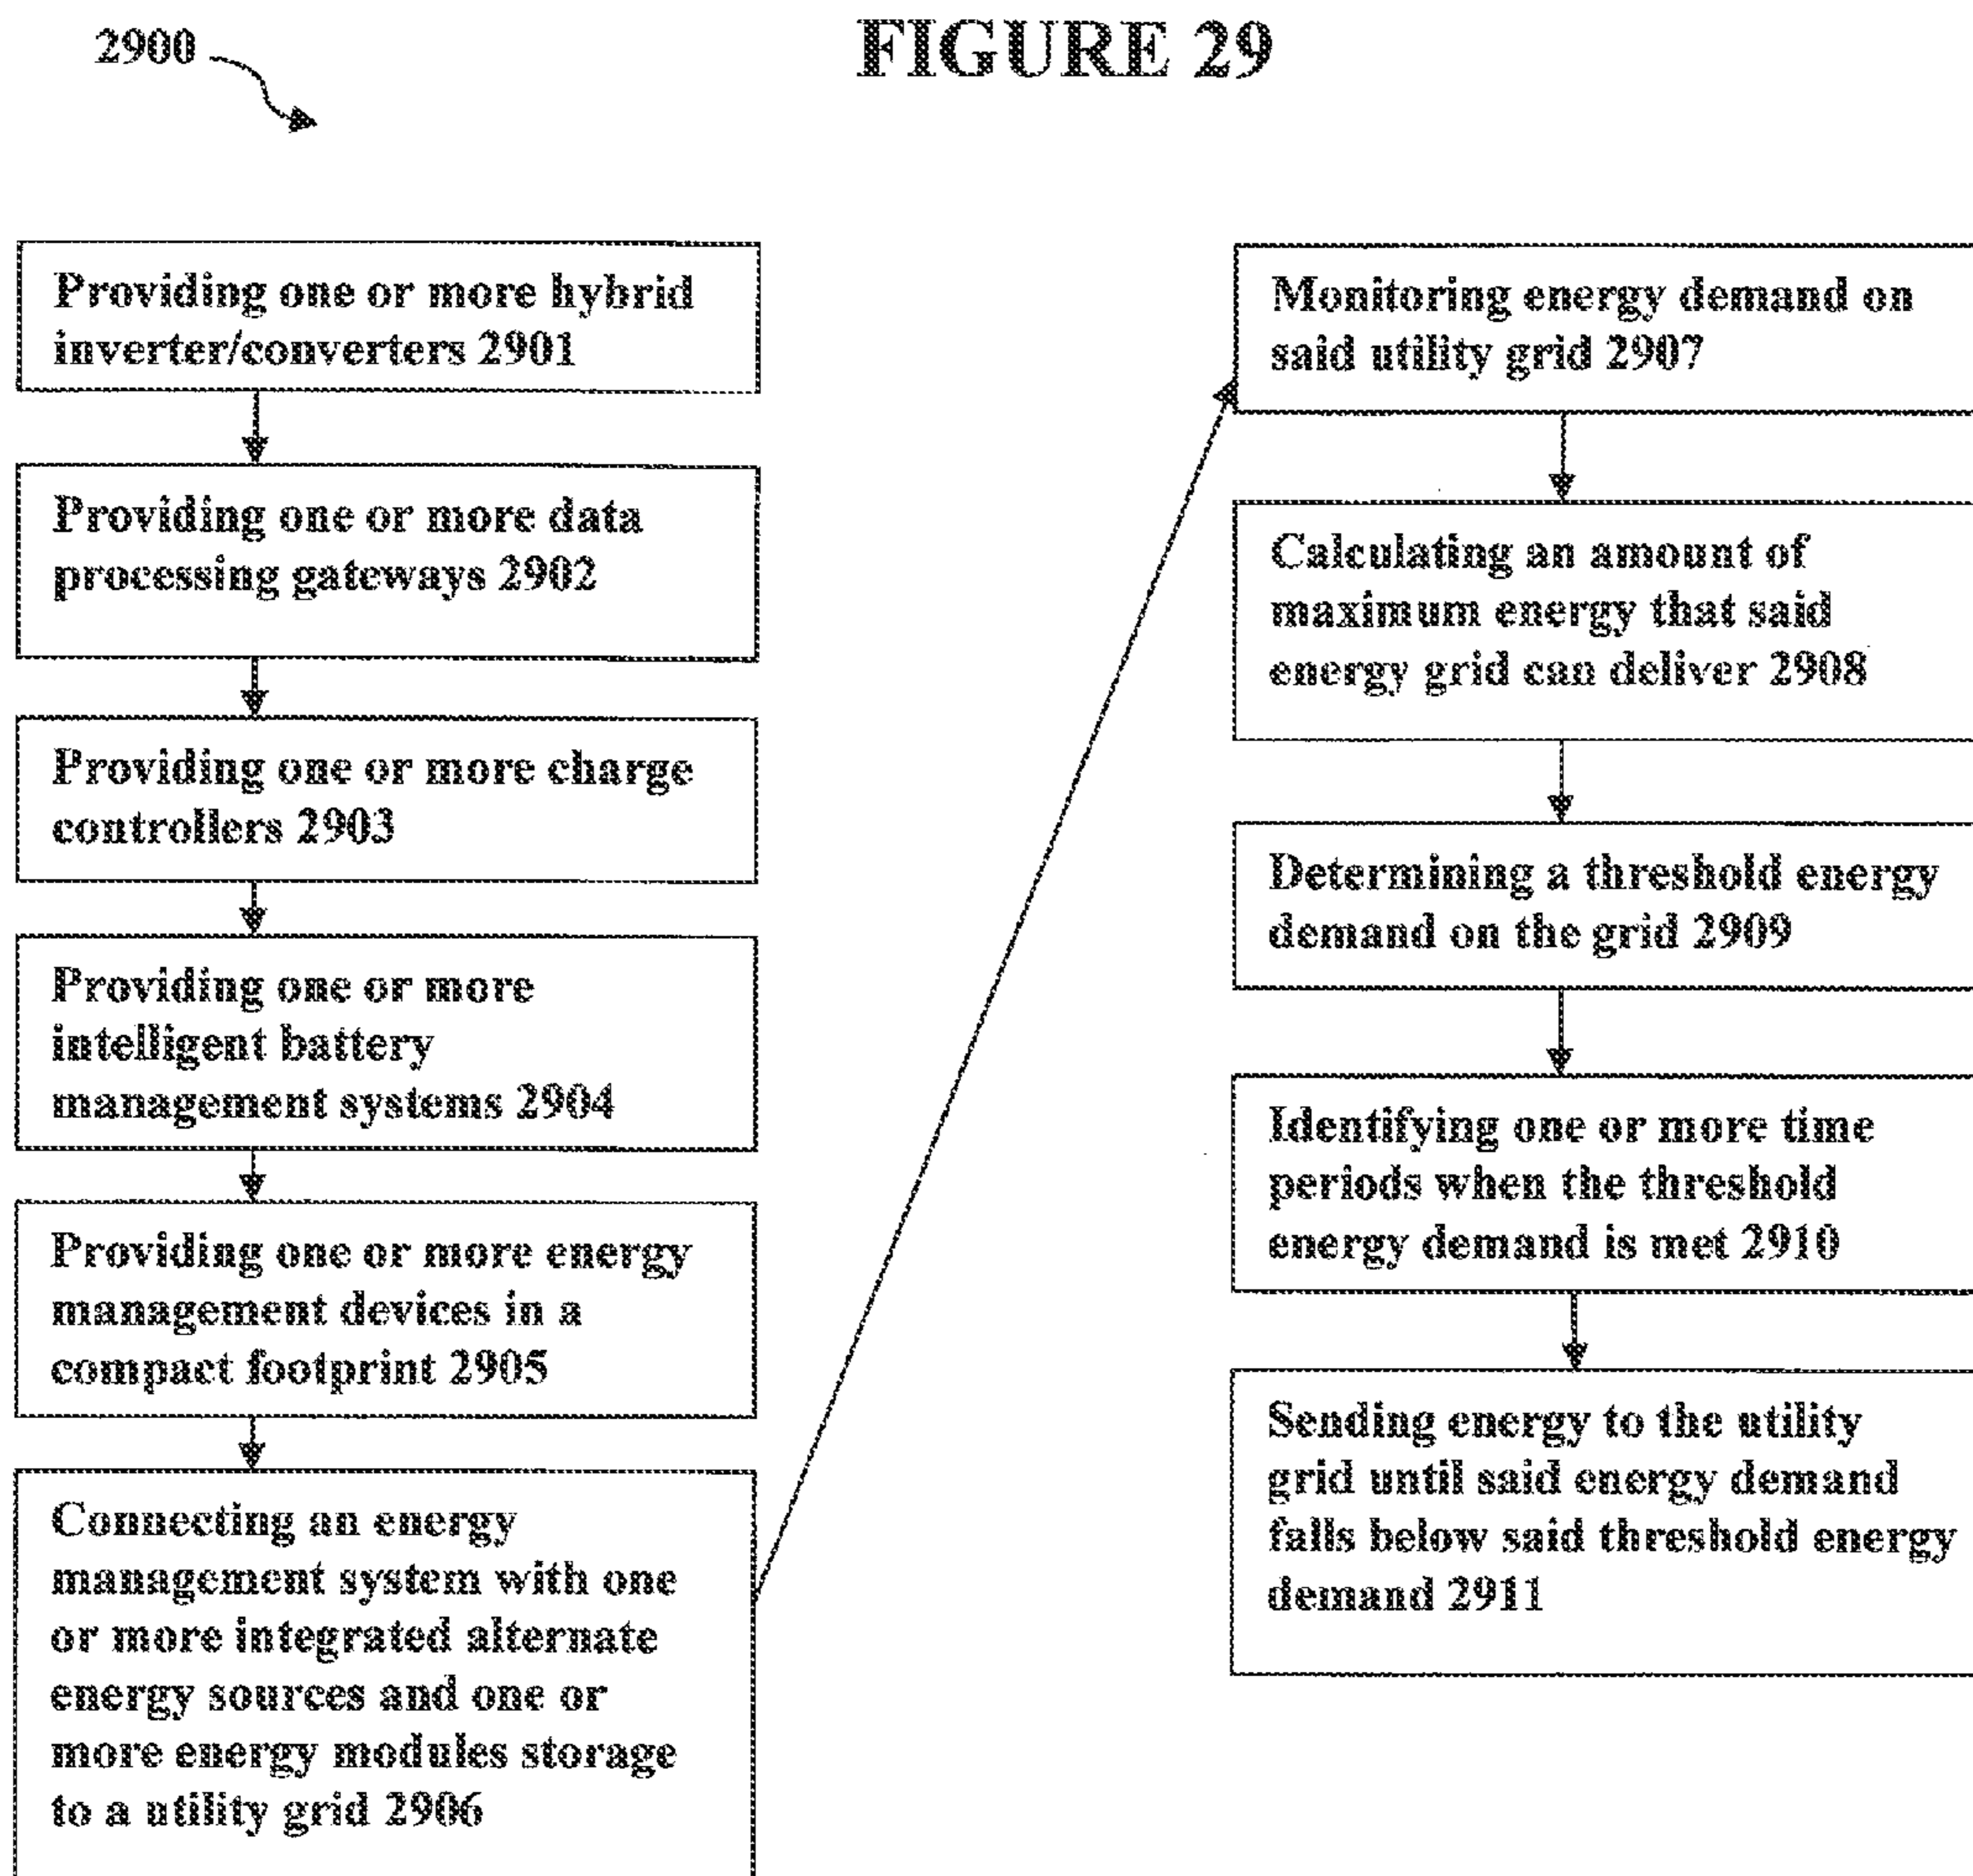 2900
FIGURE 29
Providing one or more hybrid
inverter/converters 2901
Providing one or more data
processing gateways 2902
Providing one or more charge
controllers 2903
Providing one or more
intelligent battery
management systems 2904
Providing one or more energy
management devices in a
compact footprint 2905
Connecting an energy
management system with one
or more integrated alternate
energy sources and one or
more energy modules storage
to a utility grid 2906
Monitoring energy demand on
said utility grid 2907
Calculating an amount of
maximum energy that said
energy grid can deliver 2908
Determining a threshold energy
demand on the grid 2909
Identifying one or more time
periods when the threshold
energy demand is met 2910
Sending energy to the utility
grid until said energy demand
falls below said threshold energy
demand 2911